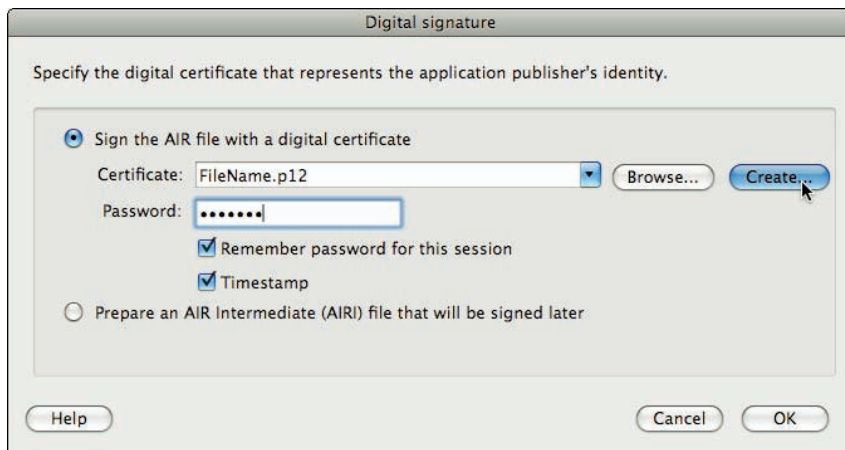 Digital signature
Specify the digital certificate that represents the application publisher's identity.
Sign the AIR file with a digital certificate
Certificate: FileName.p12 Browse... Create...
Password: •••••••
Remember password for this session
Timestamp
Prepare an AIR Intermediate (AIRI) file that will be signed later
Help Cancel OK